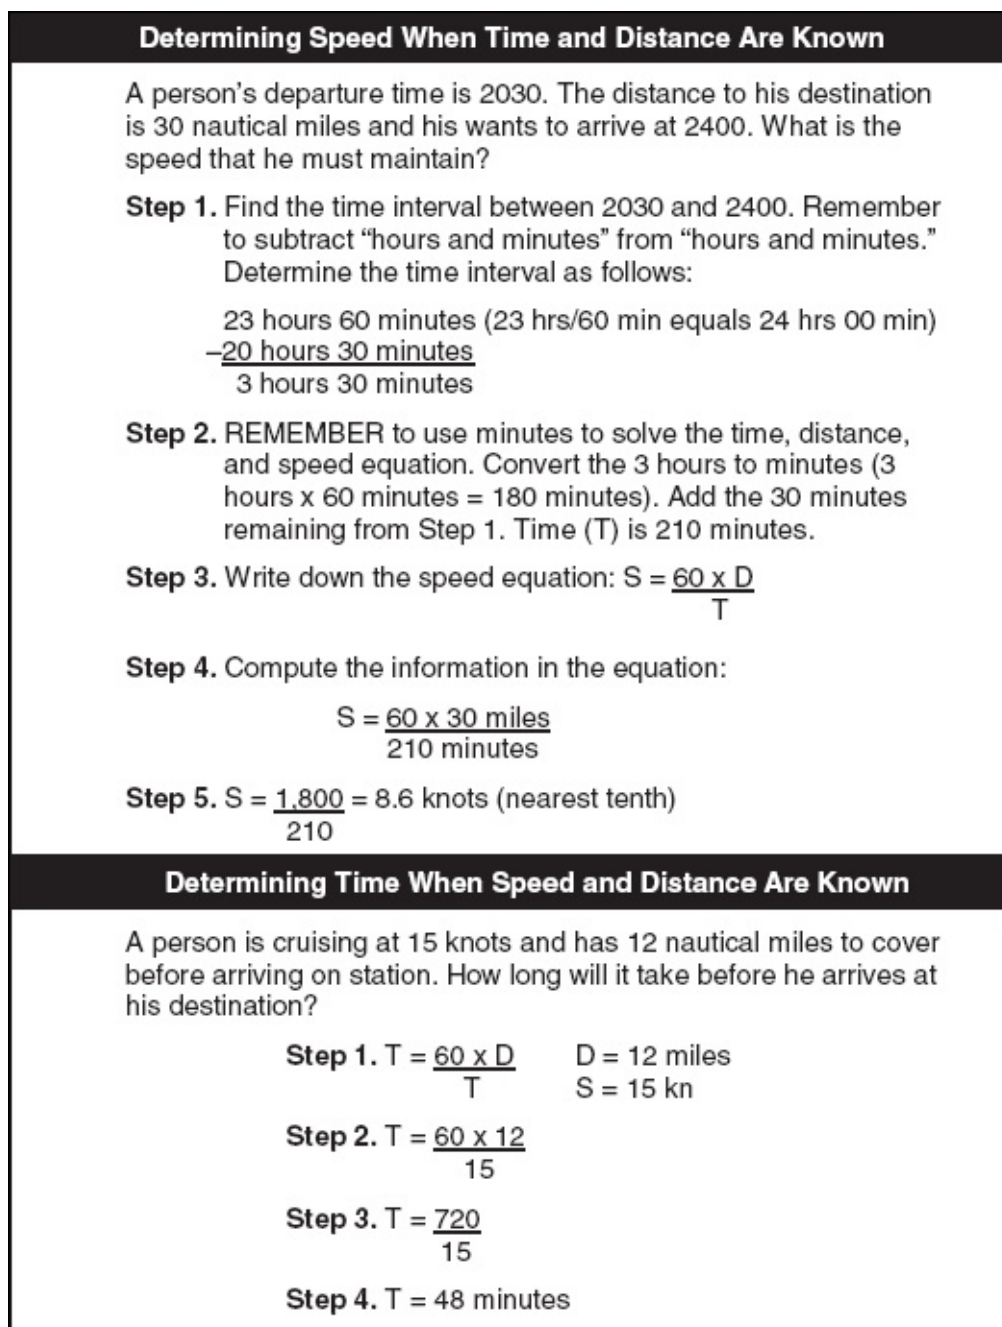 Determining Speed When Time and Distance Are Known
A person's departure time is 2030. The distance to his destination
is 30 nautical miles and his wants to arrive at 2400. What is the
speed that he must maintain?
Step 1. Find the time interval between 2030 and 2400. Remember
to subtract “hours and minutes” from “hours and minutes.”
Determine the time interval as follows:
23 hours 60 minutes (23 hrs/60 min equals 24 hrs 00 min)
–20 hours 30 minutes
3 hours 30 minutes
Step 2. REMEMBER to use minutes to solve the time, distance,
and speed equation. Convert the 3 hours to minutes (3
hours x 60 minutes = 180 minutes). Add the 30 minutes
remaining from Step 1. Time (T) is 210 minutes.
Step 3. Write down the speed equation: S = 60 x D
T
Step 4. Compute the information in the equation:
S = 60 x 30 miles
210 minutes
Step 5. S = 1,800 = 8.6 knots (nearest tenth)
210
Determining Time When Speed and Distance Are Known
A person is cruising at 15 knots and has 12 nautical miles to cover
before arriving on station. How long will it take before he arrives at
his destination?
Step 1. T = 60 x D D = 12 miles
T S = 15 kn
Step 2. T = 60 x 12
15
Step 3. T = 720
15
Step 4. T = 48 minutes